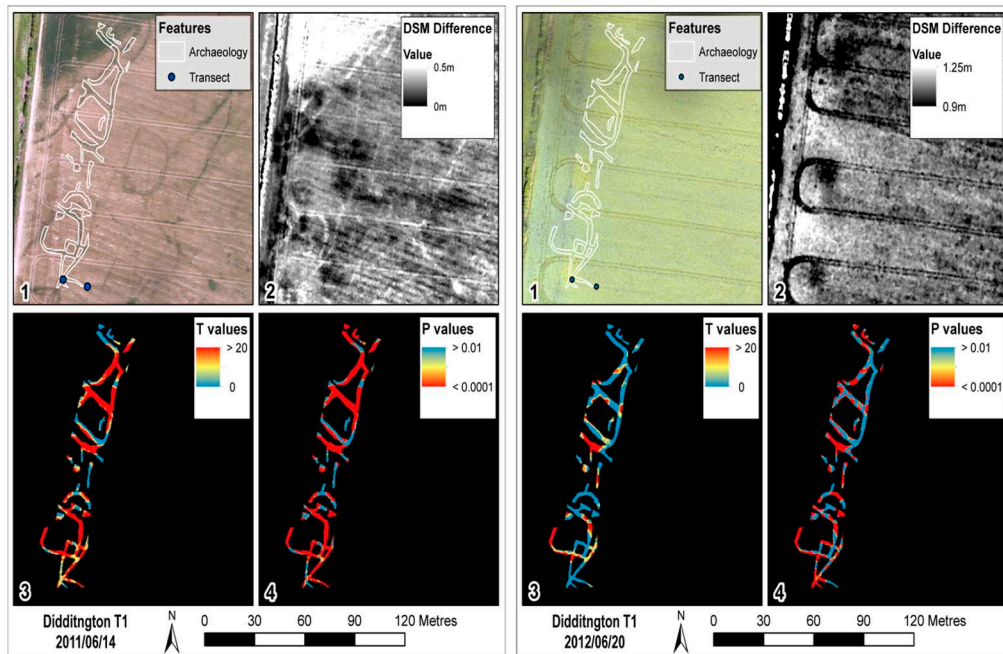 Features
Archaeology
Transect
1
DSM Difference
Value
0.5m
0m
2
T values
> 20
0
3
P values
> 0.01
< 0.0001
4
Didditngton T1
2011/06/14
N
0 30 60 90 120 Metres
Features
Archaeology
Transect
1
DSM Difference
Value
1.25m
0.9m
2
T values
> 20
0
3
P values
> 0.01
< 0.0001
4
Didditngton T1
2012/06/20
N
0 30 60 90 120 Metres